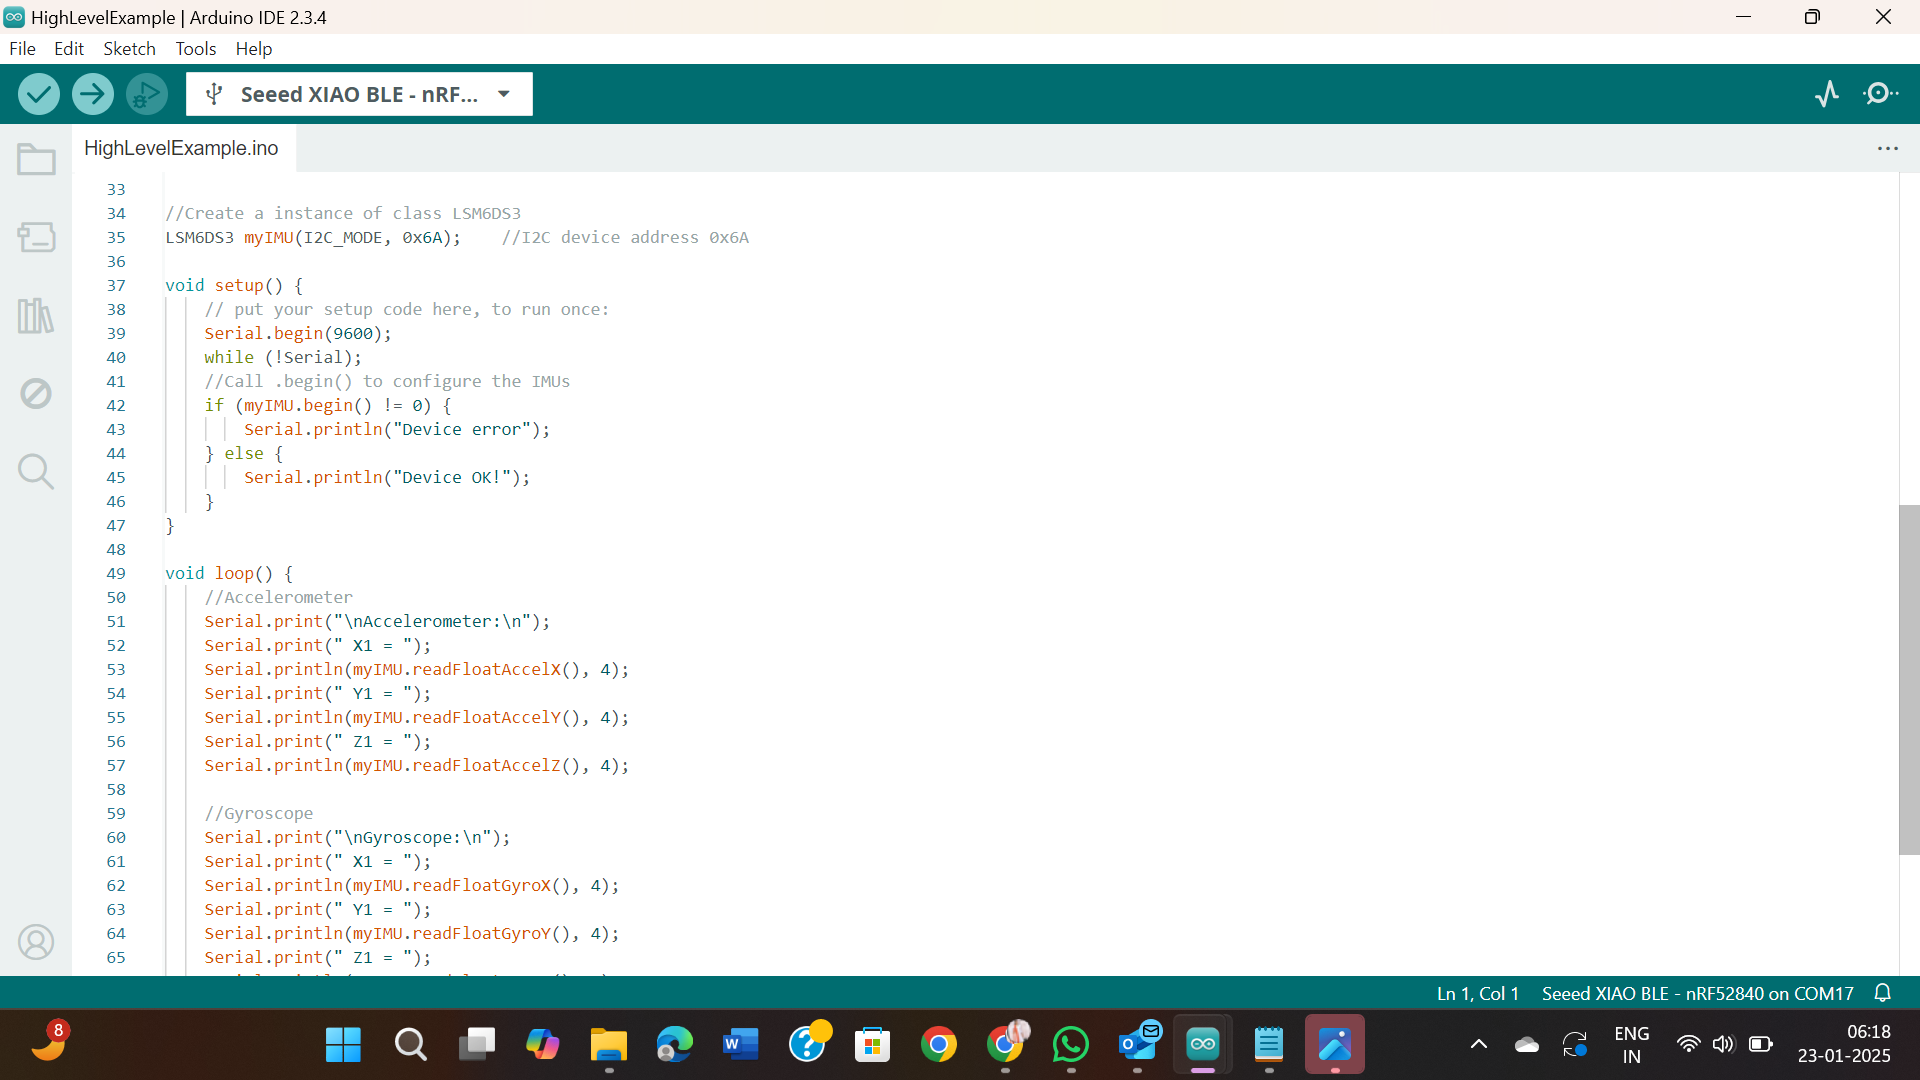 HighLevelExample | Arduino IDE 2.3.4
File Edit Sketch Tools Help
Seeed XIAO BLE - nRF...
HighLevelExample.ino
33
34 //Create a instance of class LSM6DS3
35 LSM6DS3 myIMU(I2C_MODE, 0x6A);    //I2C device address 0x6A
36
37 void setup() {
38     // put your setup code here, to run once:
39     Serial.begin(9600);
40     while (!Serial);
41     //Call .begin() to configure the IMUs
42     if (myIMU.begin() != 0) {
43         Serial.println("Device error");
44     } else {
45         Serial.println("Device OK!");
46     }
47 }
48
49 void loop() {
50     //Accelerometer
51     Serial.print("\nAccelerometer:\n");
52     Serial.print(" X1 = ");
53     Serial.println(myIMU.readFloatAccelX(), 4);
54     Serial.print(" Y1 = ");
55     Serial.println(myIMU.readFloatAccelY(), 4);
56     Serial.print(" Z1 = ");
57     Serial.println(myIMU.readFloatAccelZ(), 4);
58
59     //Gyroscope
60     Serial.print("\nGyroscope:\n");
61     Serial.print(" X1 = ");
62     Serial.println(myIMU.readFloatGyroX(), 4);
63     Serial.print(" Y1 = ");
64     Serial.println(myIMU.readFloatGyroY(), 4);
65     Serial.print(" Z1 = ");
Ln 1, Col 1 Seeed XIAO BLE - nRF52840 on COM17
8
ENG
IN
06:18
23-01-2025